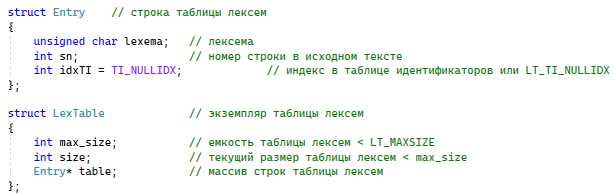 struct Entry    // строка таблицы лексем
{
    unsigned char lexema;   // лексема
    int sn;                 // номер строки в исходном тексте
    int idxTI = TI_NULLIDX;             // индекс в таблице идентификаторов или LT_TI_NULLIDX
};
struct LexTable             // экземпляр таблицы лексем
{
    int max_size;           // емкость таблицы лексем < LT_MAXSIZE
    int size;               // текущий размер таблицы лексем < max_size
    Entry* table;           // массив строк таблицы лексем
};